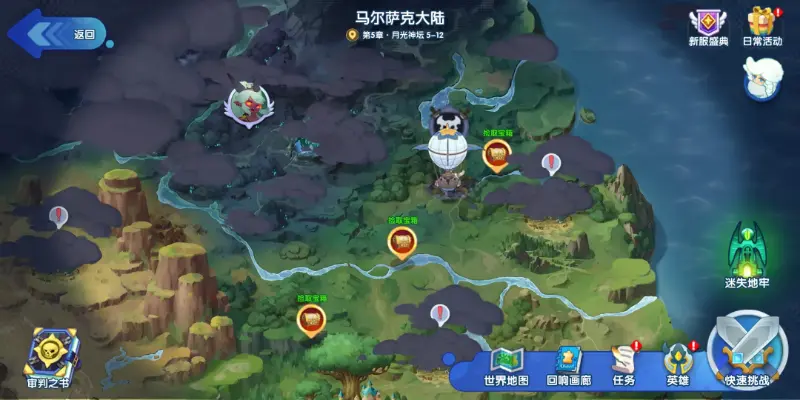 返回
马尔萨克大陆
第5章·月光神坛 5-12
新服盛典
日常活动
拾取宝箱
拾取宝箱
拾取宝箱
迷失地牢
审判之书
世界地图
回响画廊
任务
英雄
快速挑战